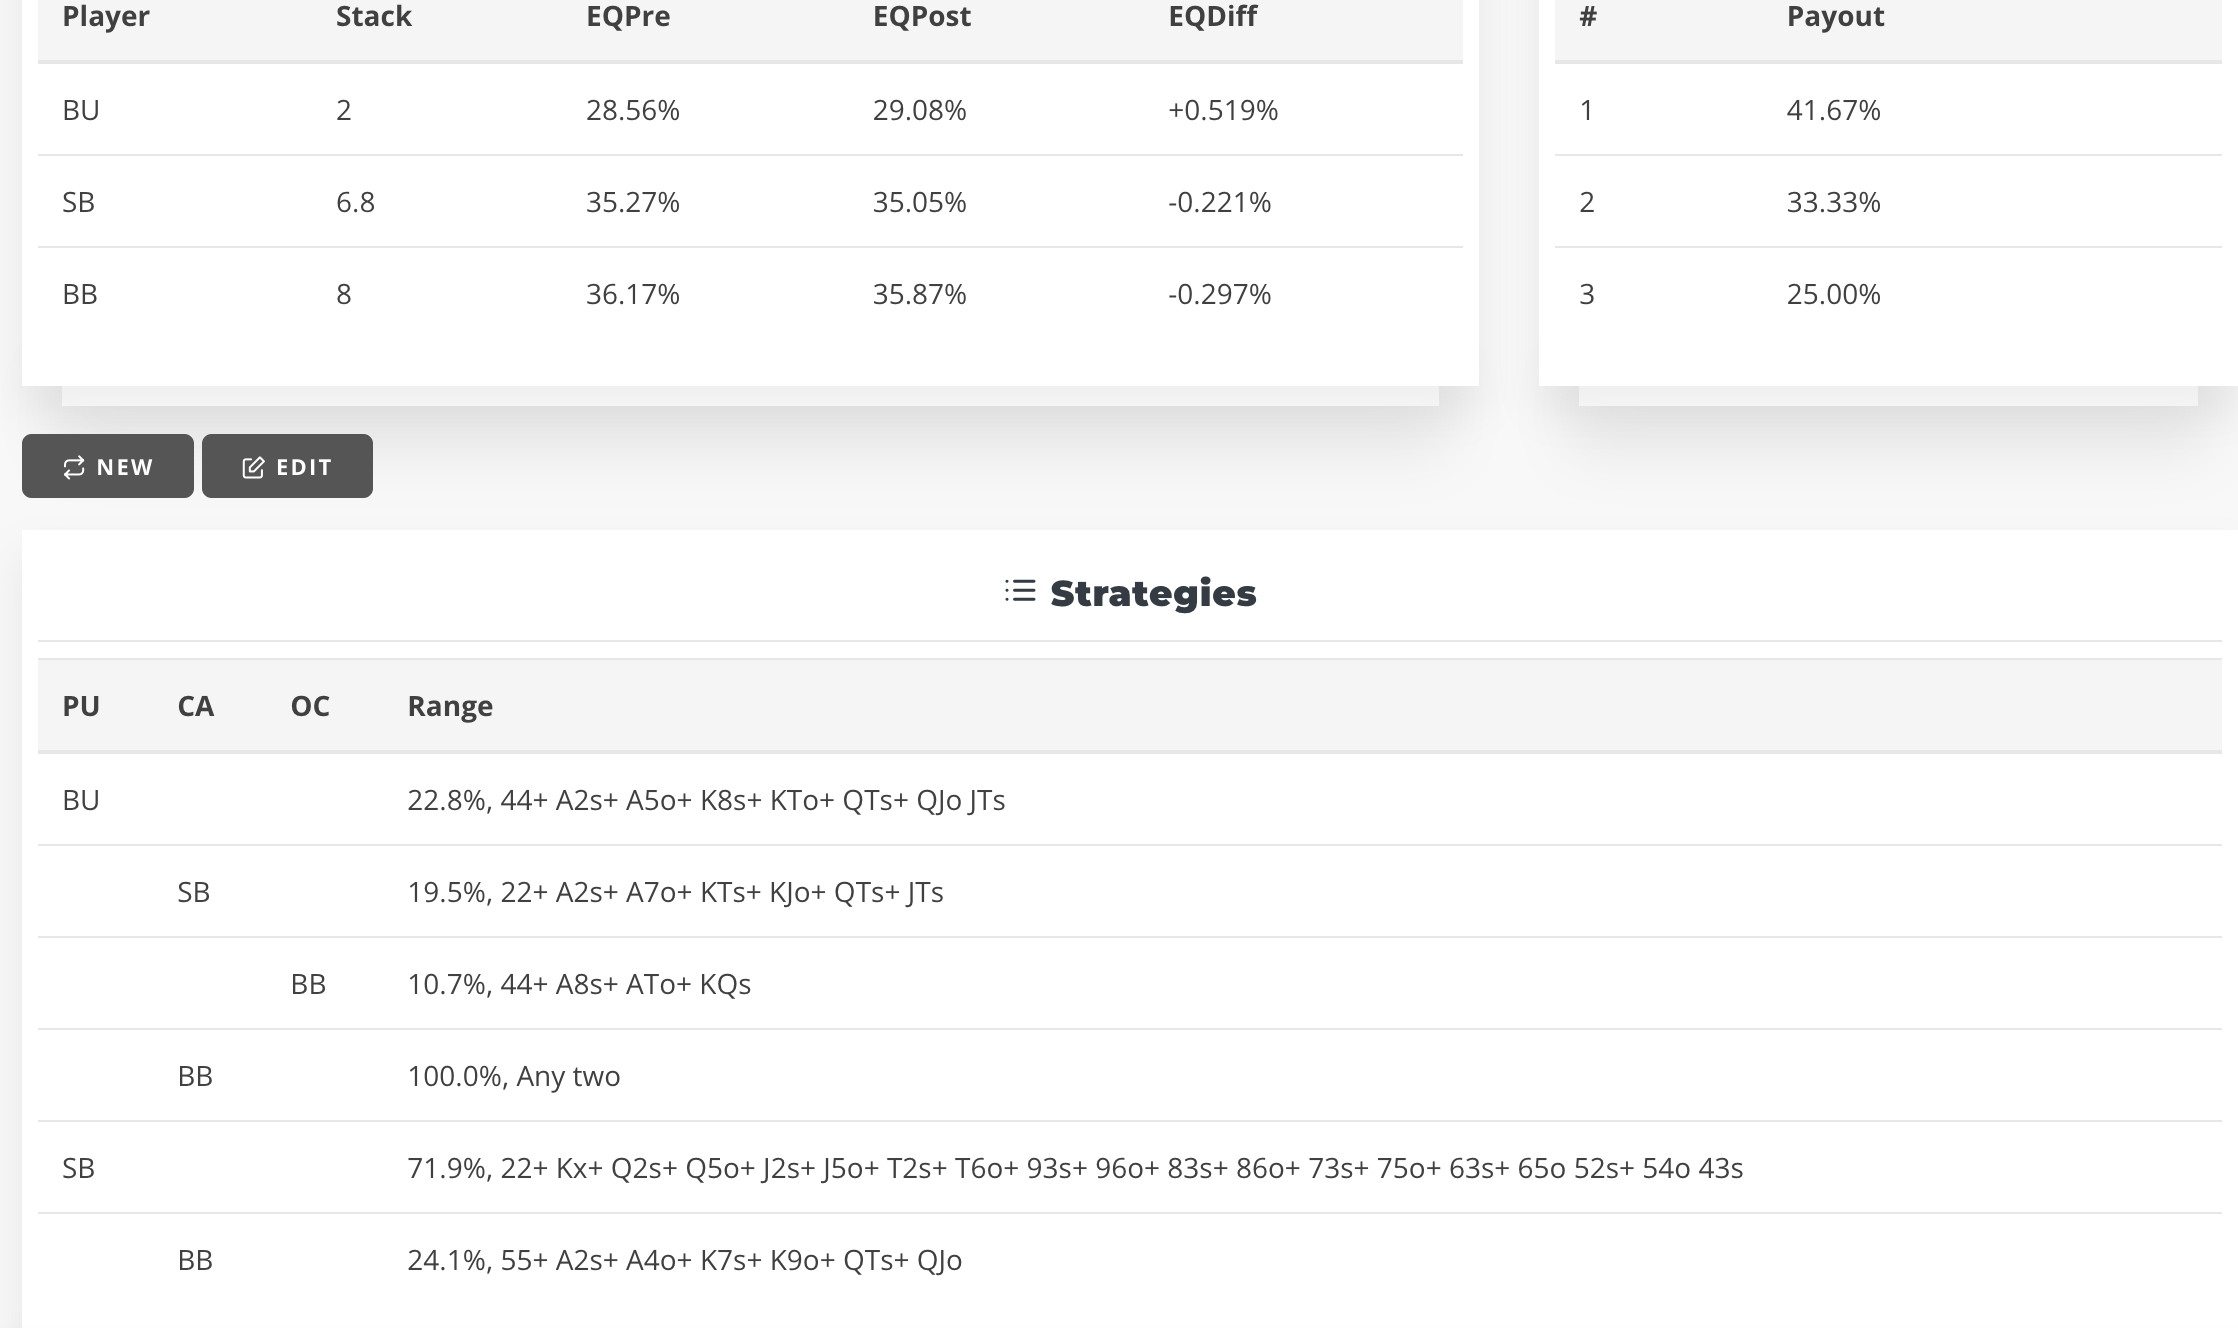 Player Stack EQPre EQPost EQDiff
BU 2 28.56% 29.08% +0.519%
SB 6.8 35.27% 35.05% -0.221%
BB 8 36.17% 35.87% -0.297%
# Payout
1 41.67%
2 33.33%
3 25.00%
NEW EDIT
Strategies
PU CA OC Range
BU 22.8%, 44+ A2s+ A5o+ K8s+ KTo+ QTs+ QJo JTs
SB 19.5%, 22+ A2s+ A7o+ KTs+ KJo+ QTs+ JTs
BB 10.7%, 44+ A8s+ ATo+ KQs
BB 100.0%, Any two
SB 71.9%, 22+ Kx+ Q2s+ Q5o+ J2s+ J5o+ T2s+ T6o+ 93s+ 96o+ 83s+ 86o+ 73s+ 75o+ 63s+ 65o 52s+ 54o 43s
BB 24.1%, 55+ A2s+ A4o+ K7s+ K9o+ QTs+ QJo